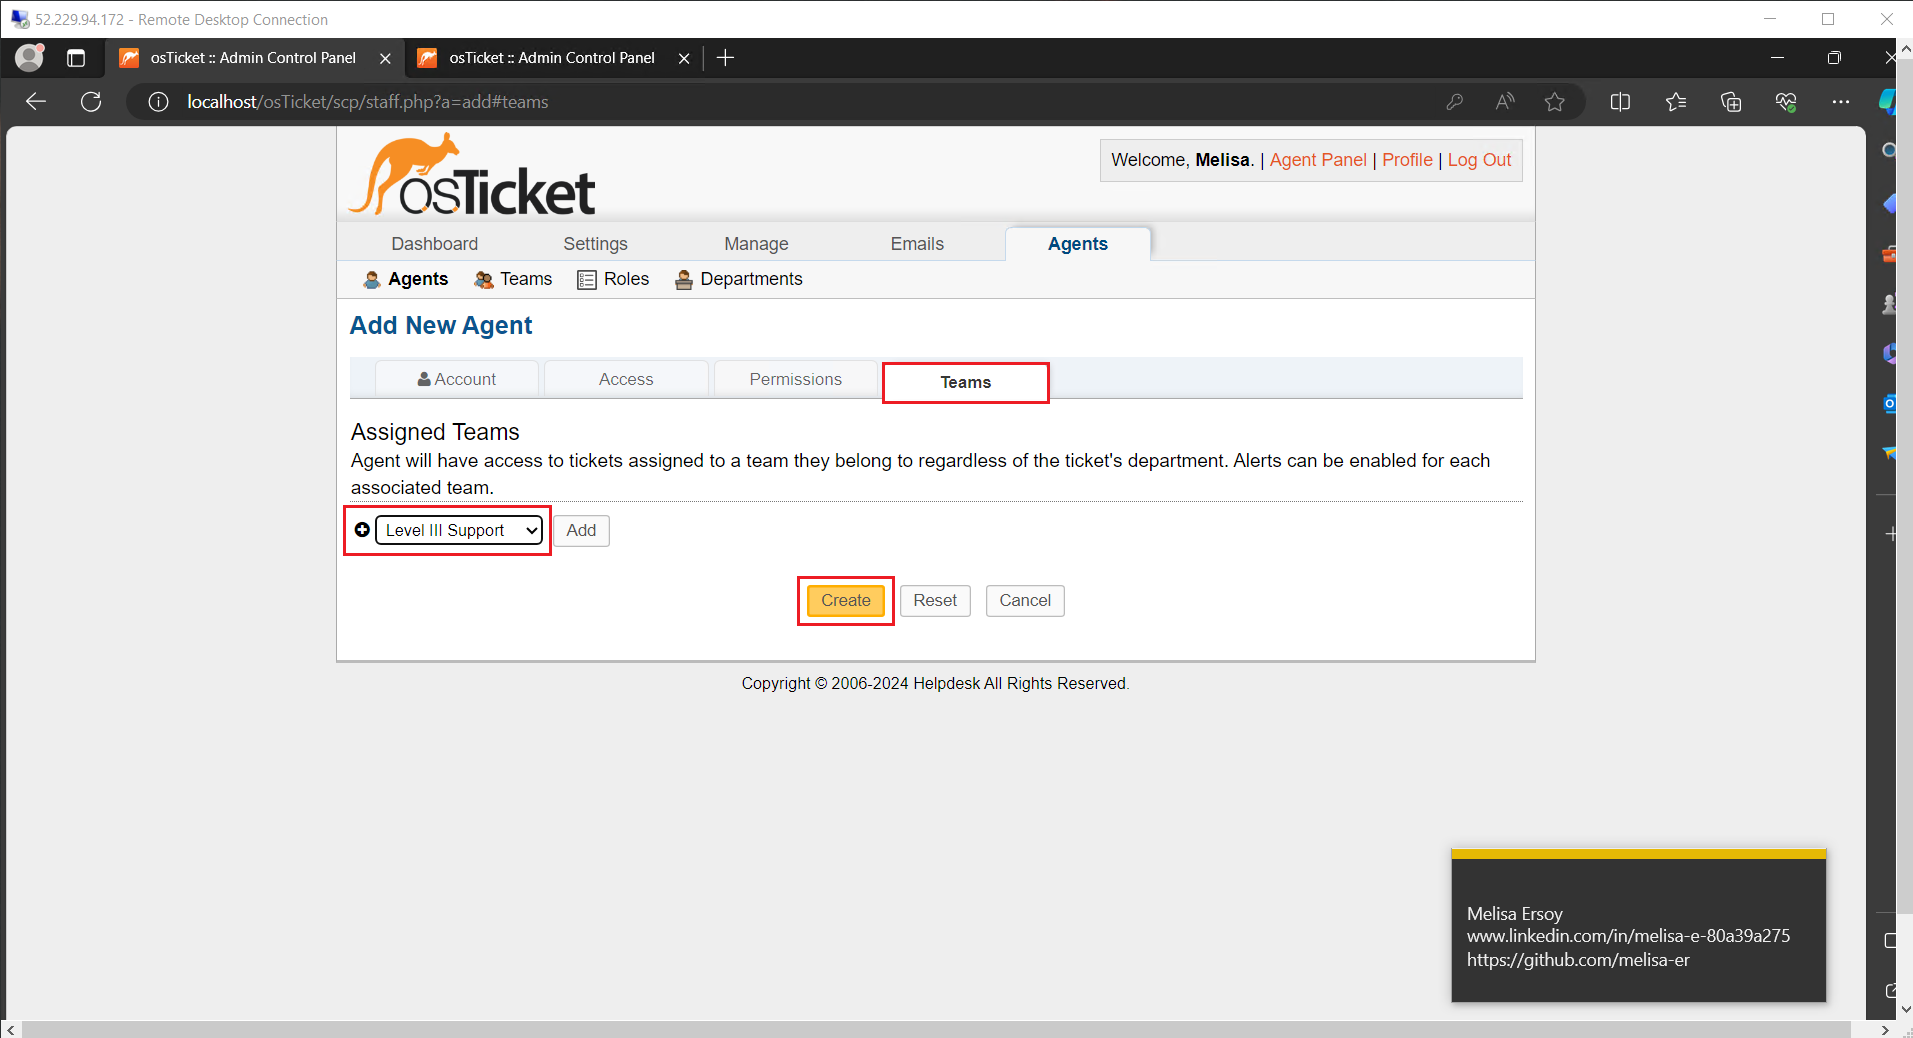 52.229.94.172 - Remote Desktop Connection
osTicket :: Admin Control Panel
osTicket :: Admin Control Panel
localhost/osTicket/scp/staff.php?a=add#teams
osTicket
Welcome, Melisa. | Agent Panel | Profile | Log Out
Dashboard Settings Manage Emails Agents
Agents Teams Roles Departments
Add New Agent
Account Access Permissions Teams
Assigned Teams
Agent will have access to tickets assigned to a team they belong to regardless of the ticket's department. Alerts can be enabled for each
associated team.
Level III Support Add
Create Reset Cancel
Copyright © 2006-2024 Helpdesk All Rights Reserved.
Melisa Ersoy
www.linkedin.com/in/melisa-e-80a39a275
https://github.com/melisa-er